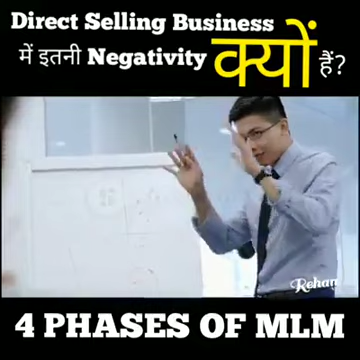 Direct Selling Business
में इतनी Negativity क्यों हैं?
Rehan
4 PHASES OF MLM